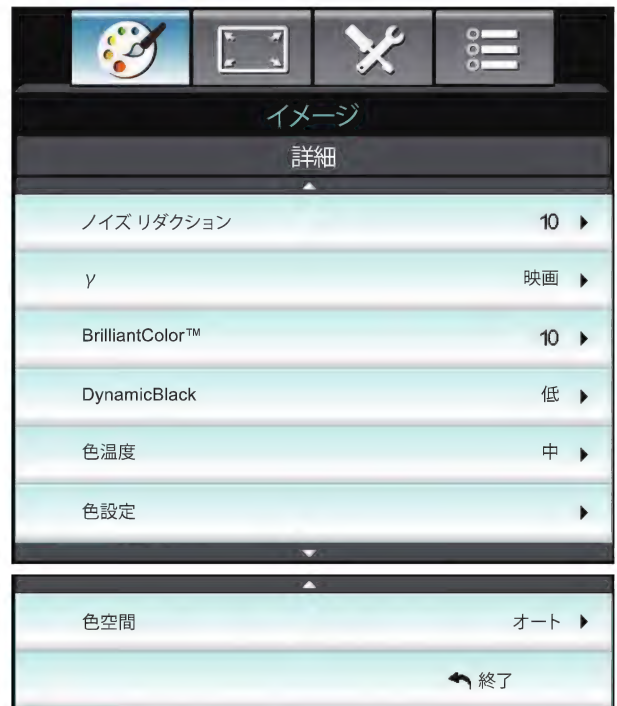 イメージ
詳細
ノイズ リダクション 10
γ 映画
BrilliantColor™ 10
DynamicBlack 低
色温度 中
色設定
色空間 オート
終了